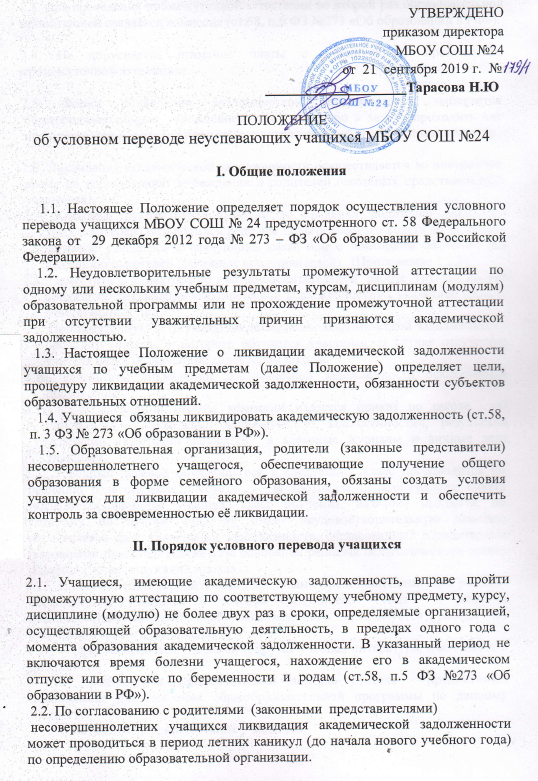 УТВЕРЖДЕНО
приказом директора
МБОУ СОШ №24
от 21 сентября 2019 г. №179/1
Тарасова Н.Ю
МБОУ
СОШ №24
ПОЛОЖЕНИЕ
об условном переводе неуспевающих учащихся МБОУ СОШ №24
I. Общие положения
1.1. Настоящее Положение определяет порядок осуществления условного
перевода учащихся МБОУ СОШ № 24 предусмотренного ст. 58 Федерального
закона от 29 декабря 2012 года № 273 – ФЗ «Об образовании в Российской
Федерации».
1.2. Неудовлетворительные результаты промежуточной аттестации по
одному или нескольким учебным предметам, курсам, дисциплинам (модулям)
образовательной программы или не прохождение промежуточной аттестации
при отсутствии уважительных причин признаются академической
задолженностью.
1.3. Настоящее Положение о ликвидации академической задолженности
учащихся по учебным предметам (далее Положение) определяет цели,
процедуру ликвидации академической задолженности, обязанности субъектов
образовательных отношений.
1.4. Учащиеся обязаны ликвидировать академическую задолженность (ст.58,
п. 3 ФЗ № 273 «Об образовании в РФ»).
1.5. Образовательная организация, родители (законные представители)
несовершеннолетнего учащегося, обеспечивающие получение общего
образования в форме семейного образования, обязаны создать условия
учащемуся для ликвидации академической задолженности и обеспечить
контроль за своевременностью её ликвидации.
II. Порядок условного перевода учащихся
2.1. Учащиеся, имеющие академическую задолженность, вправе пройти
промежуточную аттестацию по соответствующему учебному предмету, курсу,
дисциплине (модулю) не более двух раз в сроки, определяемые организацией,
осуществляющей образовательную деятельность, в пределах одного года с
момента образования академической задолженности. В указанный период не
включаются время болезни учащегося, нахождение его в академическом
отпуске или отпуске по беременности и родам (ст.58, п.5 ФЗ №273 «Об
образовании в РФ»).
2.2. По согласованию с родителями (законными представителями)
несовершеннолетних учащихся ликвидация академической задолженности
может проводиться в период летних каникул (до начала нового учебного года)
по определению образовательной организации.